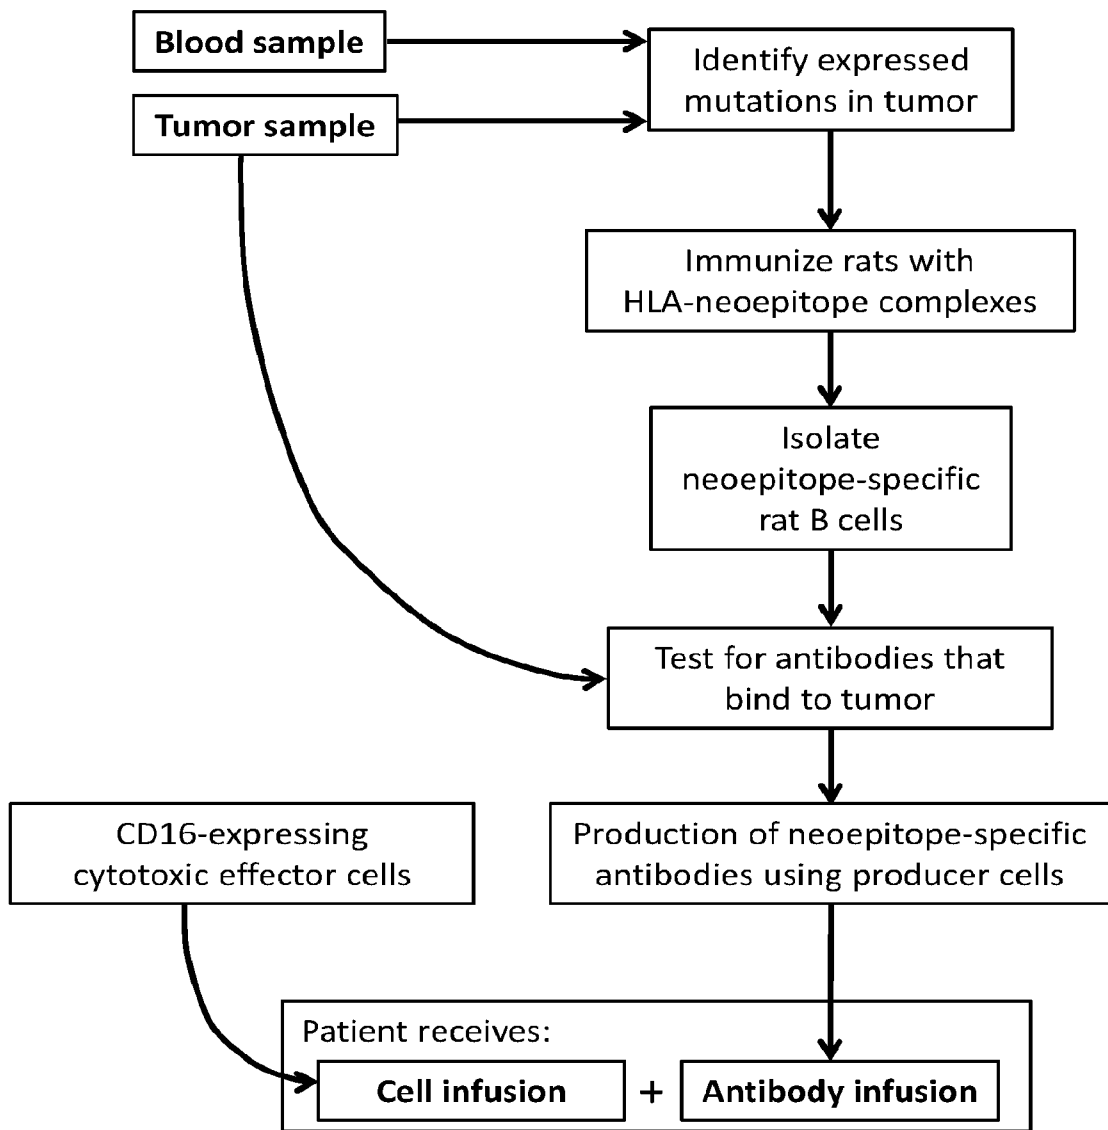 Blood sample
Tumor sample
Identify expressed
mutations in tumor
Immunize rats with
HLA-neoepitope complexes
Isolate
neoepitope-specific
rat B cells
Test for antibodies that
bind to tumor
CD16-expressing
cytotoxic effector cells
Production of neoepitope-specific
antibodies using producer cells
Patient receives:
Cell infusion + Antibody infusion